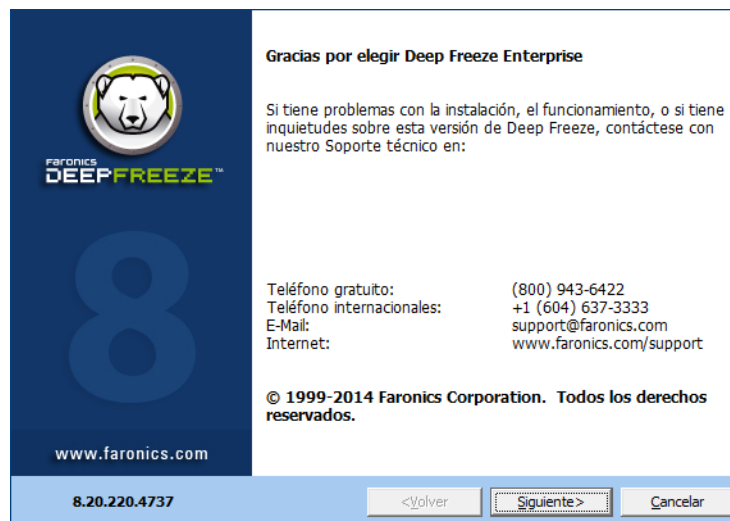 Gracias por elegir Deep Freeze Enterprise
Si tiene problemas con la instalación, el funcionamiento, o si tiene
inquietudes sobre esta versión de Deep Freeze, contáctese con
nuestro Soporte técnico en:
Faronics
DEEPFREEZE™
8
Teléfono gratuito: (800) 943-6422
Teléfono internacionales: +1 (604) 637-3333
E-Mail: support@faronics.com
Internet: www.faronics.com/support
© 1999-2014 Faronics Corporation. Todos los derechos
reservados.
www.faronics.com
8.20.220.4737
<Volver
Siguiente>
Cancelar